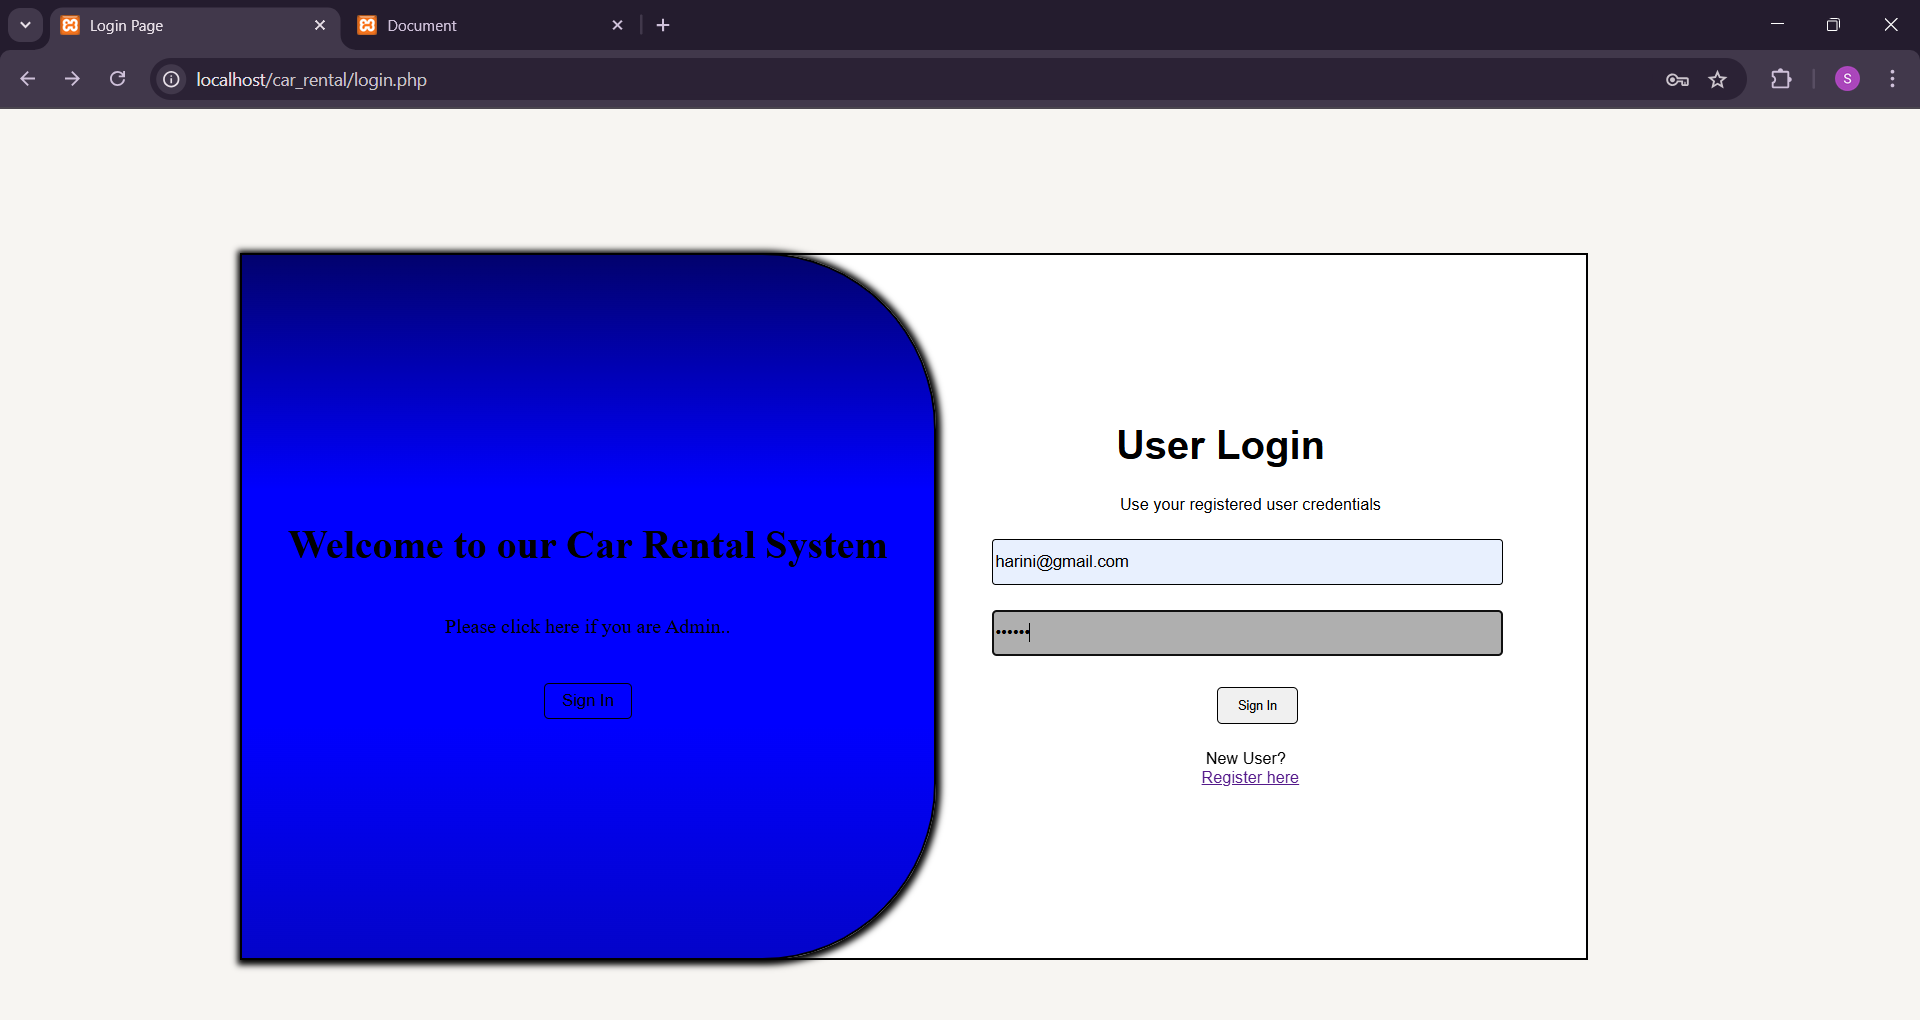 Login Page
Document
localhost/car_rental/login.php
S
Welcome to our Car Rental System
Please click here if you are Admin..
Sign In
User Login
Use your registered user credentials
harini@gmail.com
••••••
Sign In
New User?
Register here